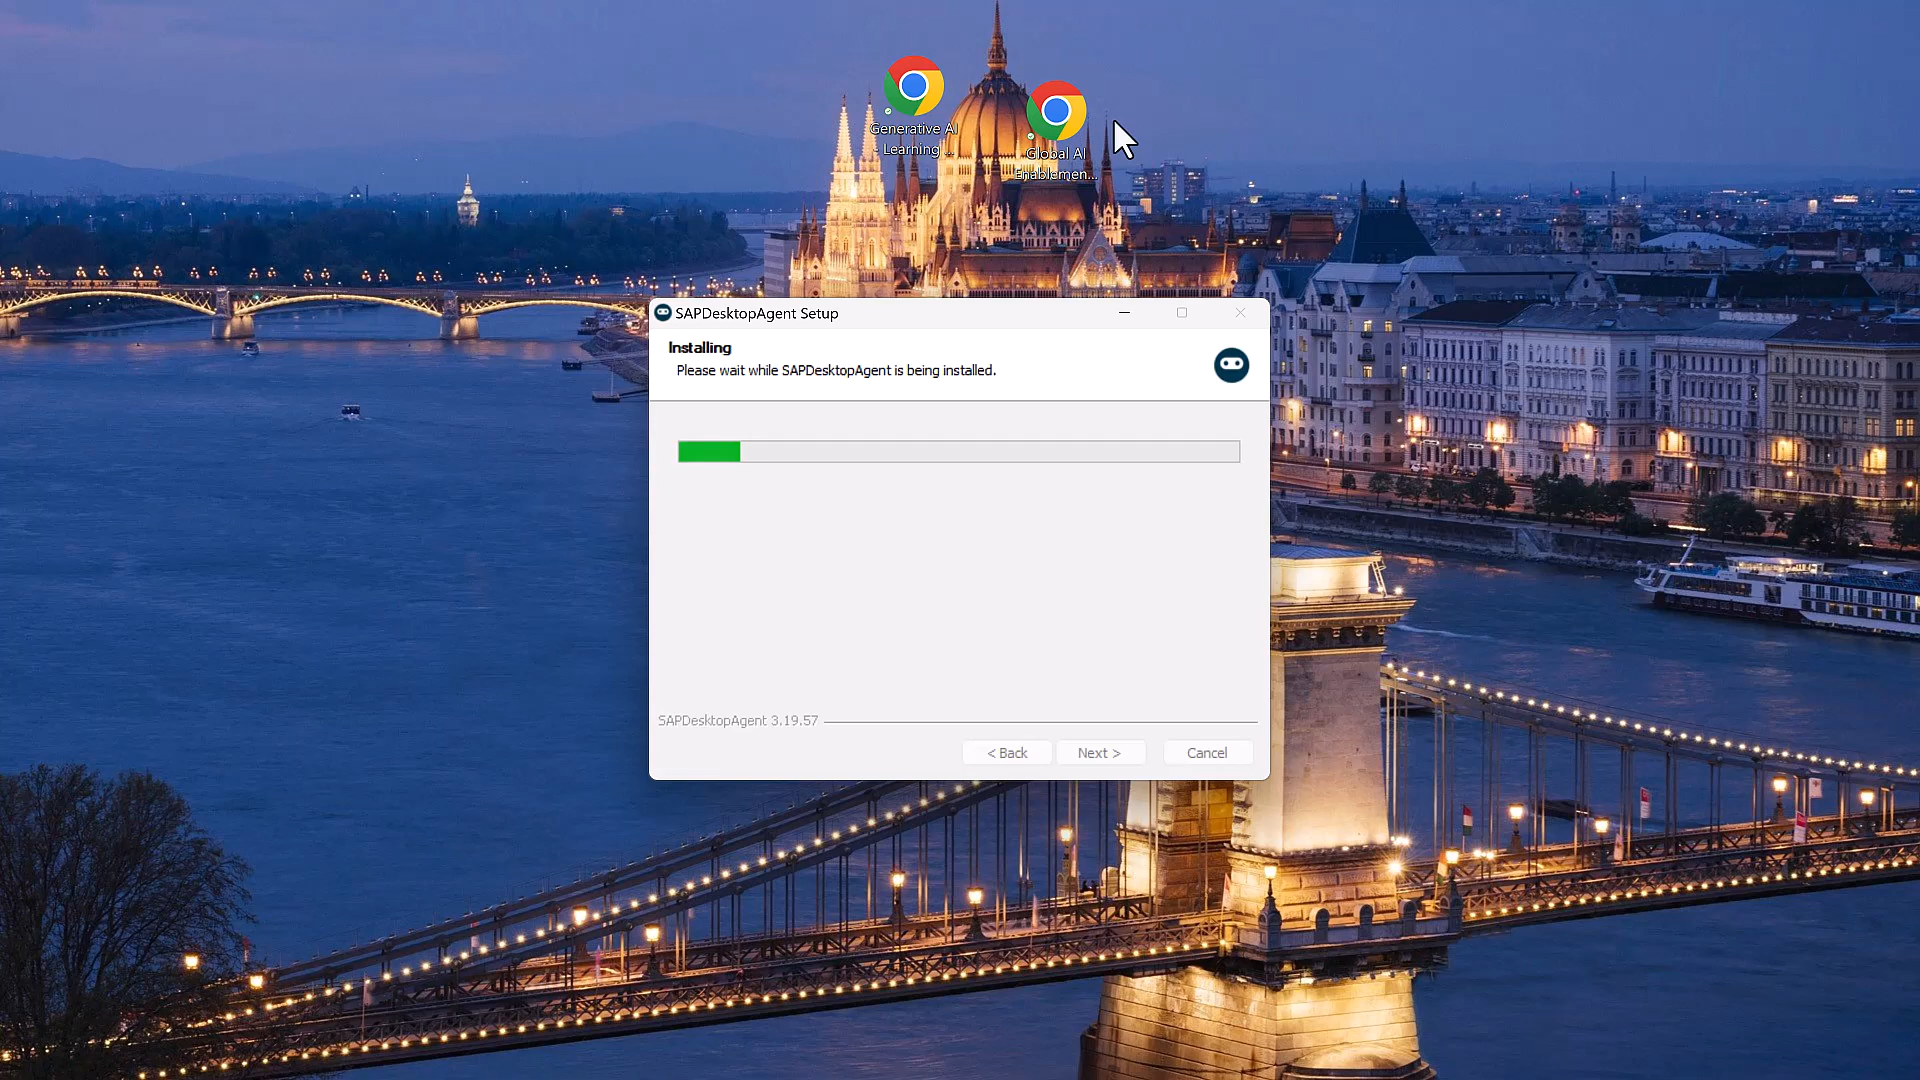 Generative AI
- Learning ...
Global AI
Enablemen...
SAPDesktopAgent Setup
Installing
Please wait while SAPDesktopAgent is being installed.
SAPDesktopAgent 3.19.57
< Back
Next >
Cancel